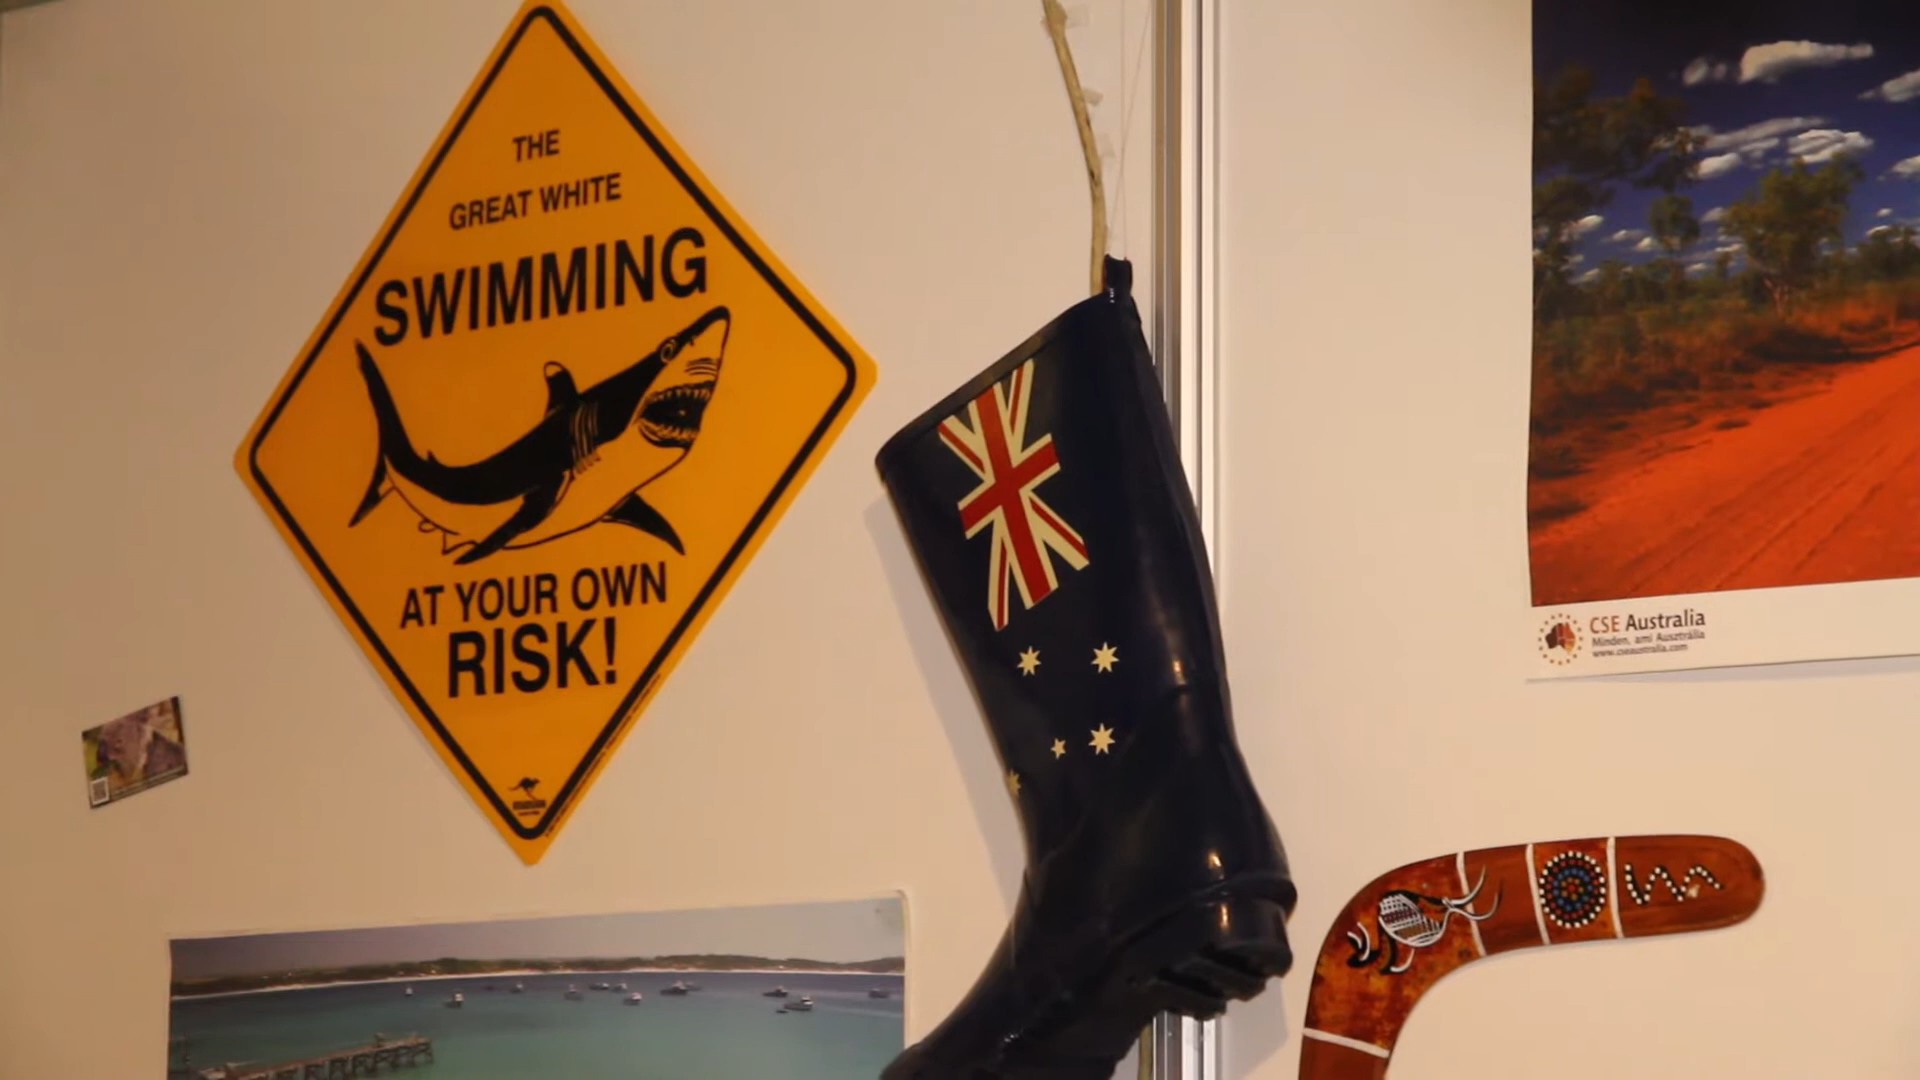 THE
GREAT WHITE
SWIMMING
AT YOUR OWN
RISK!
CSE Australia
Minden, ami Ausztrália
www.cseaustralia.com